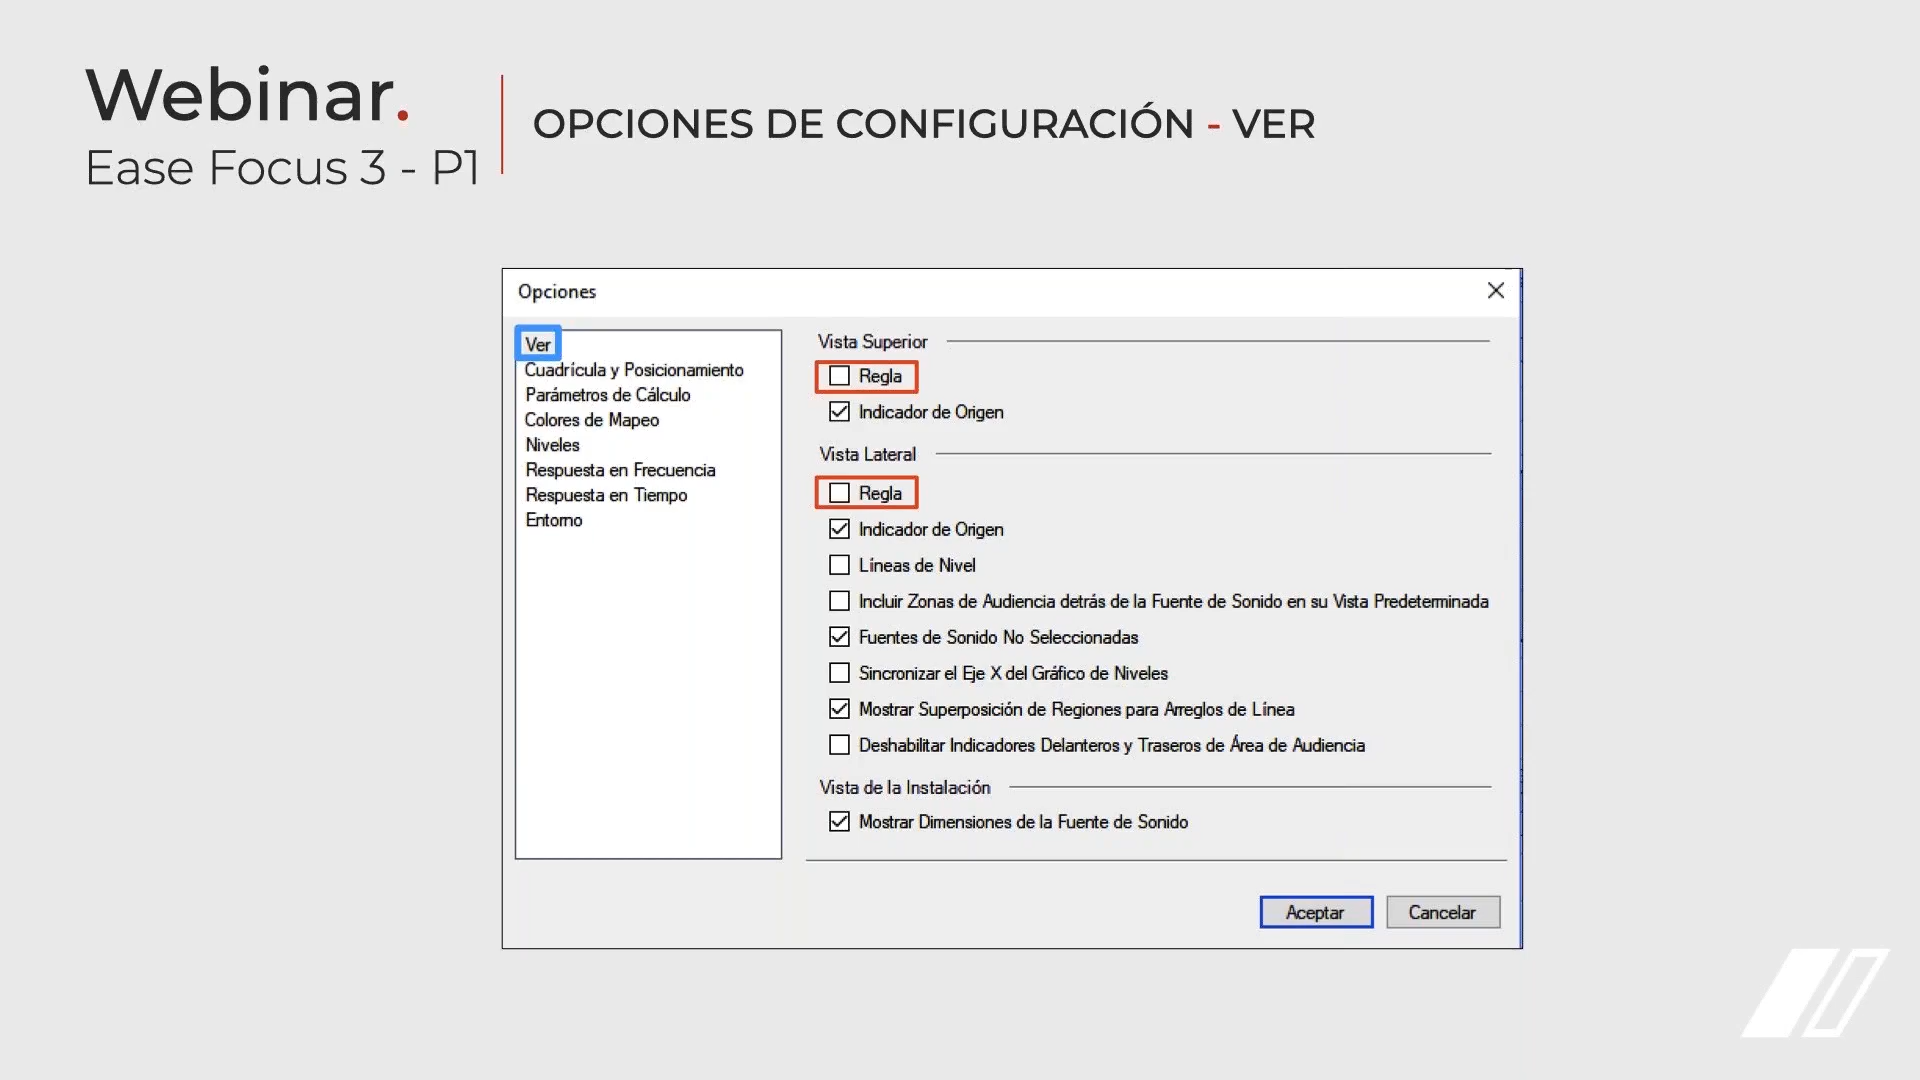 Webinar.
Ease Focus 3 - P1
OPCIONES DE CONFIGURACIÓN - VER
Opciones
Ver
Cuadrícula y Posicionamiento
Parámetros de Cálculo
Colores de Mapeo
Niveles
Respuesta en Frecuencia
Respuesta en Tiempo
Entorno
Vista Superior
Regla
Indicador de Origen
Vista Lateral
Regla
Indicador de Origen
Líneas de Nivel
Incluir Zonas de Audiencia detrás de la Fuente de Sonido en su Vista Predeterminada
Fuentes de Sonido No Seleccionadas
Sincronizar el Eje X del Gráfico de Niveles
Mostrar Superposición de Regiones para Arreglos de Línea
Deshabilitar Indicadores Delanteros y Traseros de Área de Audiencia
Vista de la Instalación
Mostrar Dimensiones de la Fuente de Sonido
Aceptar
Cancelar